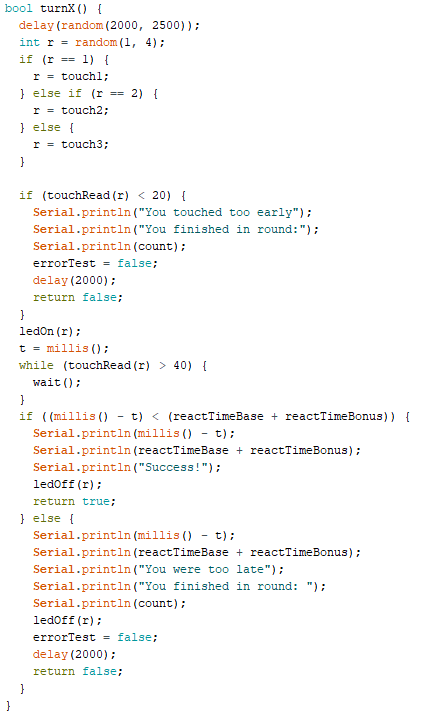 bool turnX() {
  delay(random(2000, 2500));
  int r = random(1, 4);
  if (r == 1) {
    r = touch1;
  } else if (r == 2) {
    r = touch2;
  } else {
    r = touch3;
  }

  if (touchRead(r) < 20) {
    Serial.println("You touched too early");
    Serial.println("You finished in round:");
    Serial.println(count);
    errorTest = false;
    delay(2000);
    return false;
  }
  ledOn(r);
  t = millis();
  while (touchRead(r) > 40) {
    wait();
  }
  if ((millis() - t) < (reactTimeBase + reactTimeBonus)) {
    Serial.println(millis() - t);
    Serial.println(reactTimeBase + reactTimeBonus);
    Serial.println("Success!");
    ledOff(r);
    return true;
  } else {
    Serial.println(millis() - t);
    Serial.println(reactTimeBase + reactTimeBonus);
    Serial.println("You were too late");
    Serial.println("You finished in round: ");
    Serial.println(count);
    ledOff(r);
    errorTest = false;
    delay(2000);
    return false;
  }
}